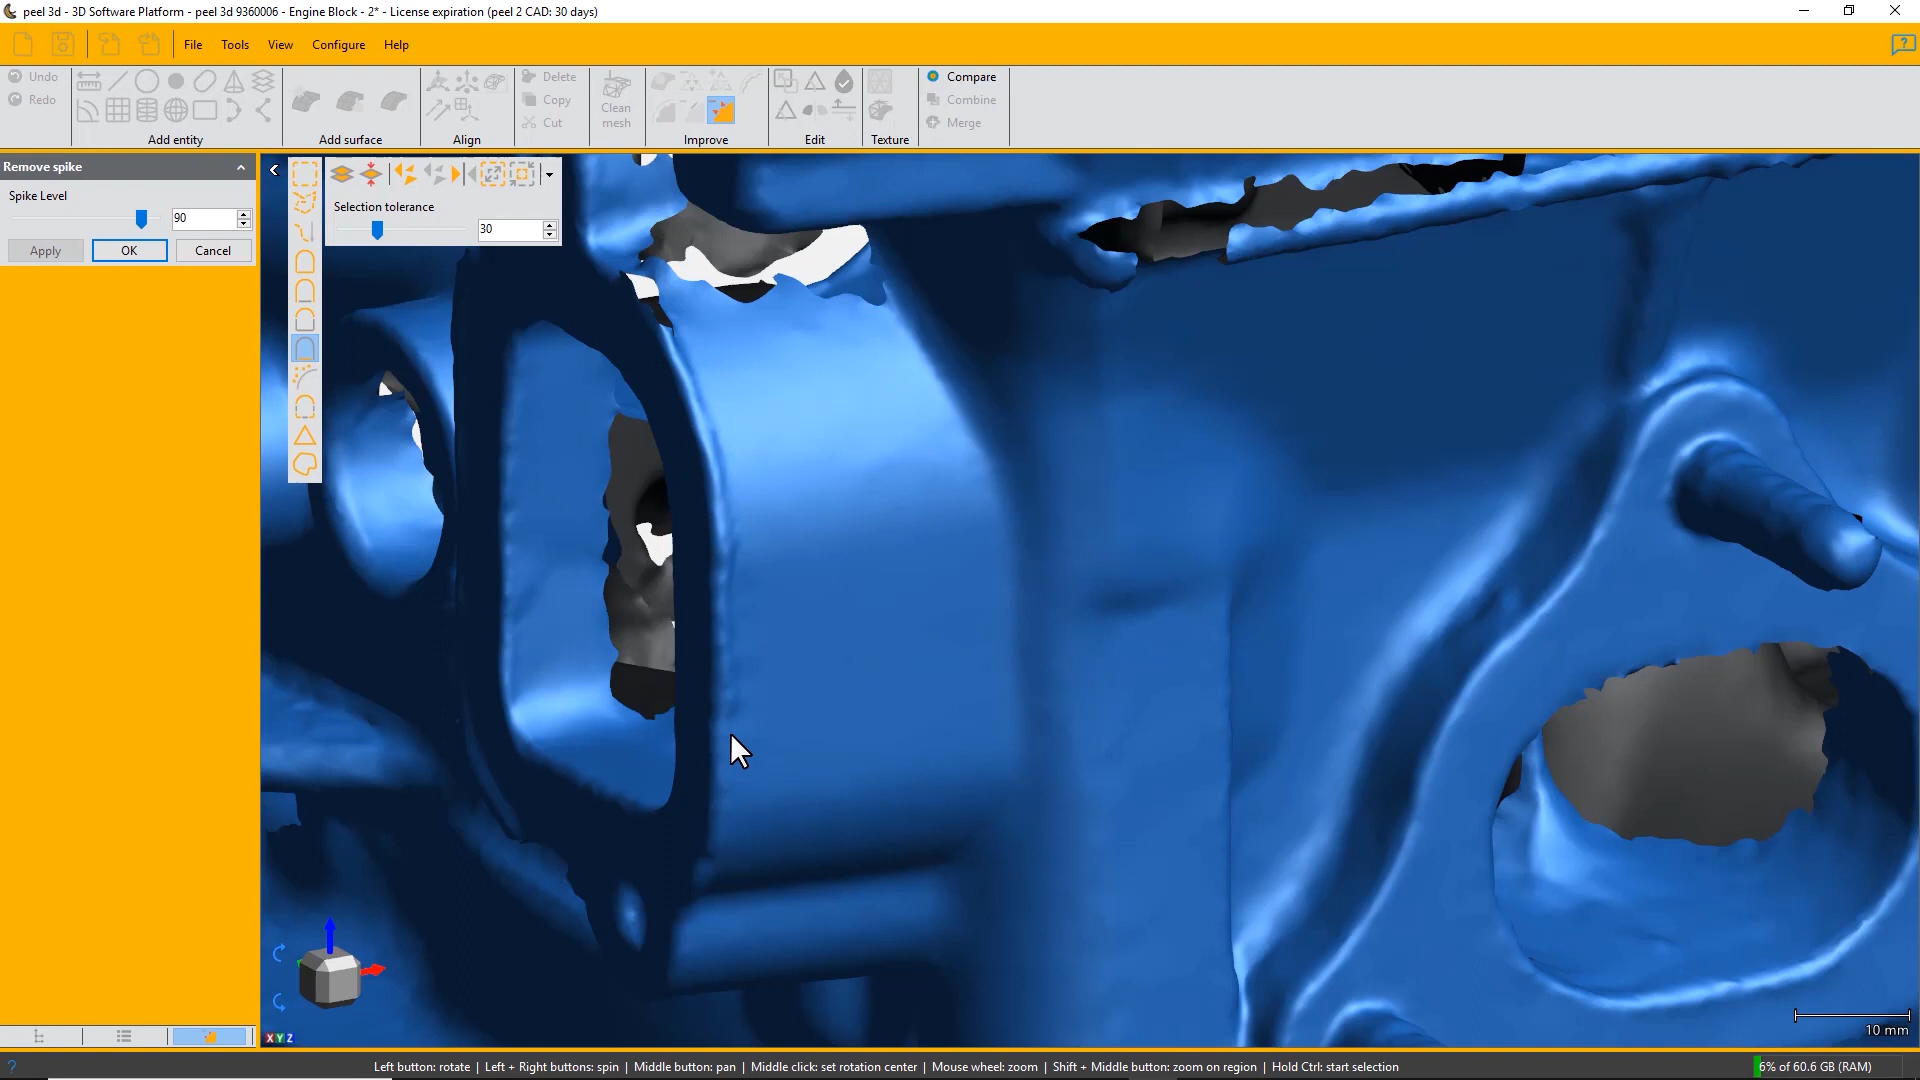 peel 3d - 3D Software Platform - peel 3d 9360006 - Engine Block - 2* - License expiration (peel 2 CAD: 30 days)
File Tools View Configure Help
Undo
Redo
Add entity
Add surface
Align
Delete
Copy
Cut
Clean
mesh
Improve
Edit
Texture
Compare
Combine
Merge
Remove spike
Spike Level
90
Apply OK Cancel
Selection tolerance
30
X Y Z
10 mm
Left button: rotate | Left + Right buttons: spin | Middle button: pan | Middle click: set rotation center | Mouse wheel: zoom | Shift + Middle button: zoom on region | Hold Ctrl: start selection
6% of 60.6 GB (RAM)